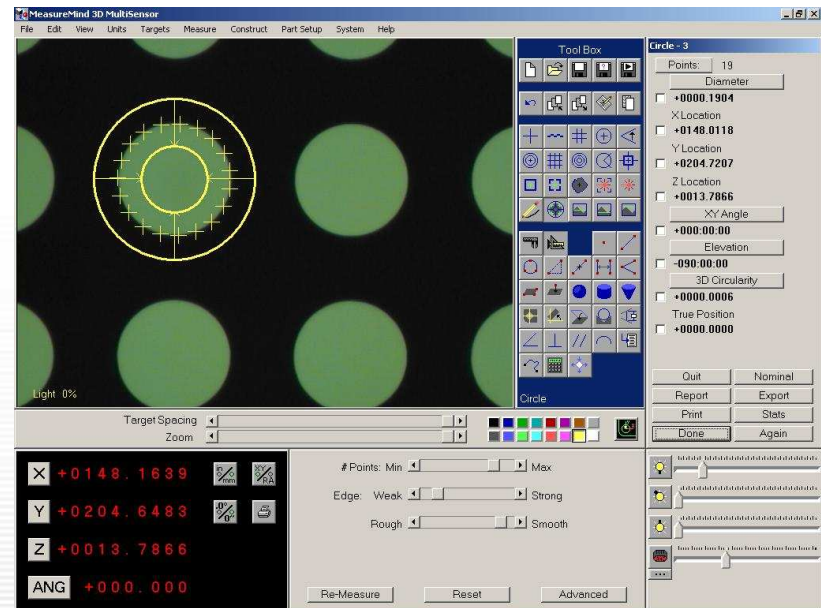 MeasureMind 3D MultiSensor
File Edit View Units Targets Measure Construct Part Setup System Help
Light 0%
Tool Box
Circle
Circle - 3
Points: 19
Diameter
+0000.1904
X Location
+0148.0118
Y Location
+0204.7207
Z Location
+0013.7866
XY Angle
+000:00:00
Elevation
-090:00:00
3D Circularity
+0000.0006
True Position
+0000.0000
Quit Nominal
Report Export
Print Stats
Done Again
Target Spacing
Zoom
X +0148.1639
in/mm
XY/RA
Y +0204.6483
Z +0013.7866
ANG +000.000
# Points: Min Max
Edge: Weak Strong
Rough Smooth
Re-Measure Reset Advanced